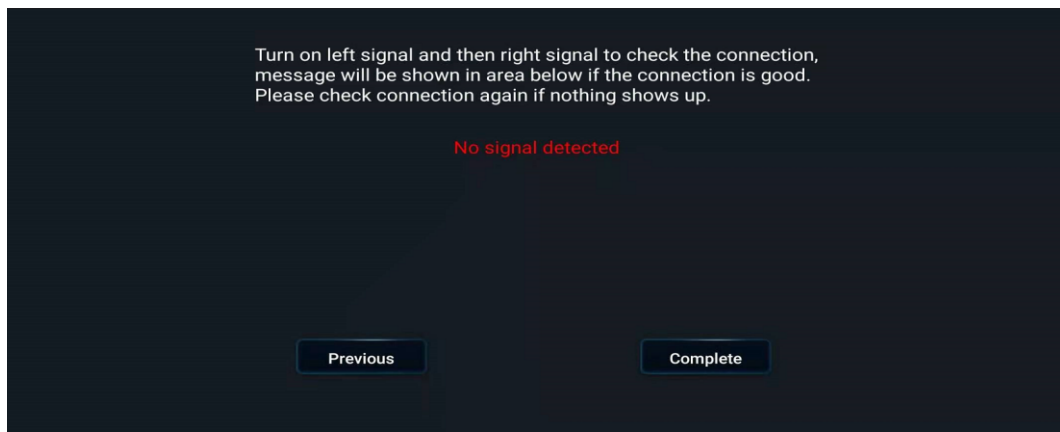 Turn on left signal and then right signal to check the connection,
message will be shown in area below if the connection is good.
Please check connection again if nothing shows up.
No signal detected
Previous
Complete